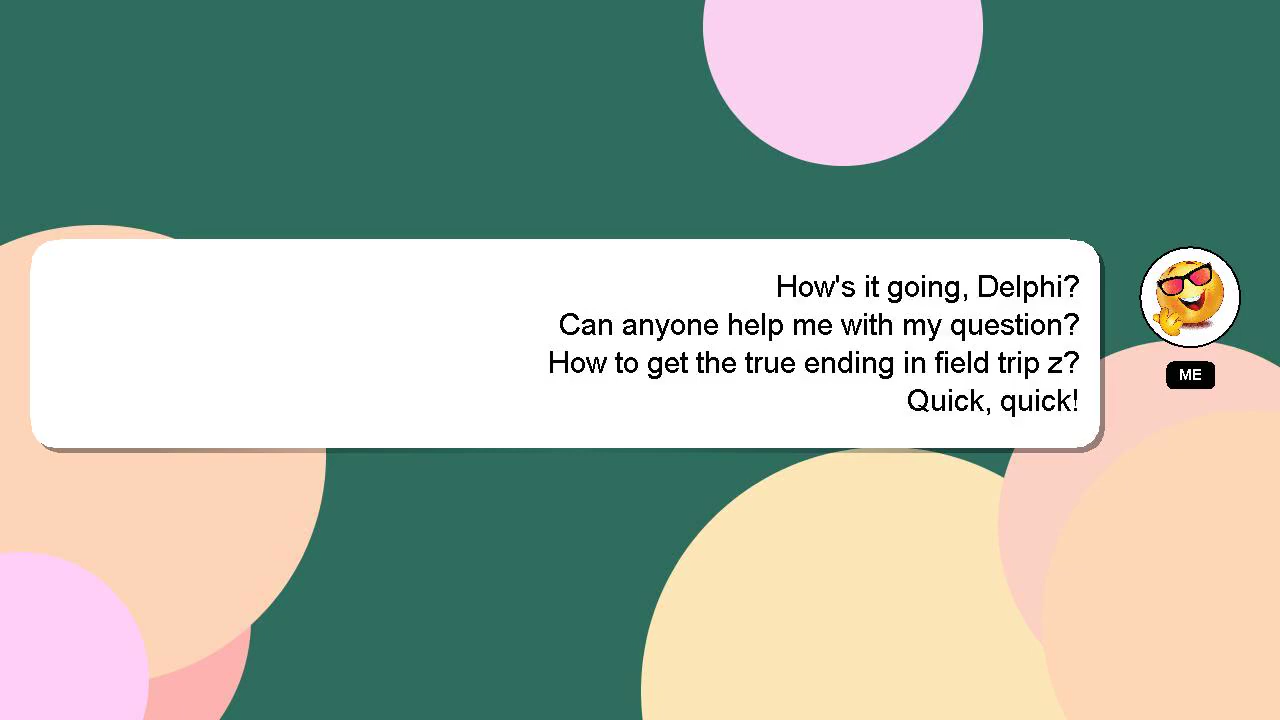 How's it going, Delphi?
Can anyone help me with my question?
How to get the true ending in field trip z?
Quick, quick!
ME